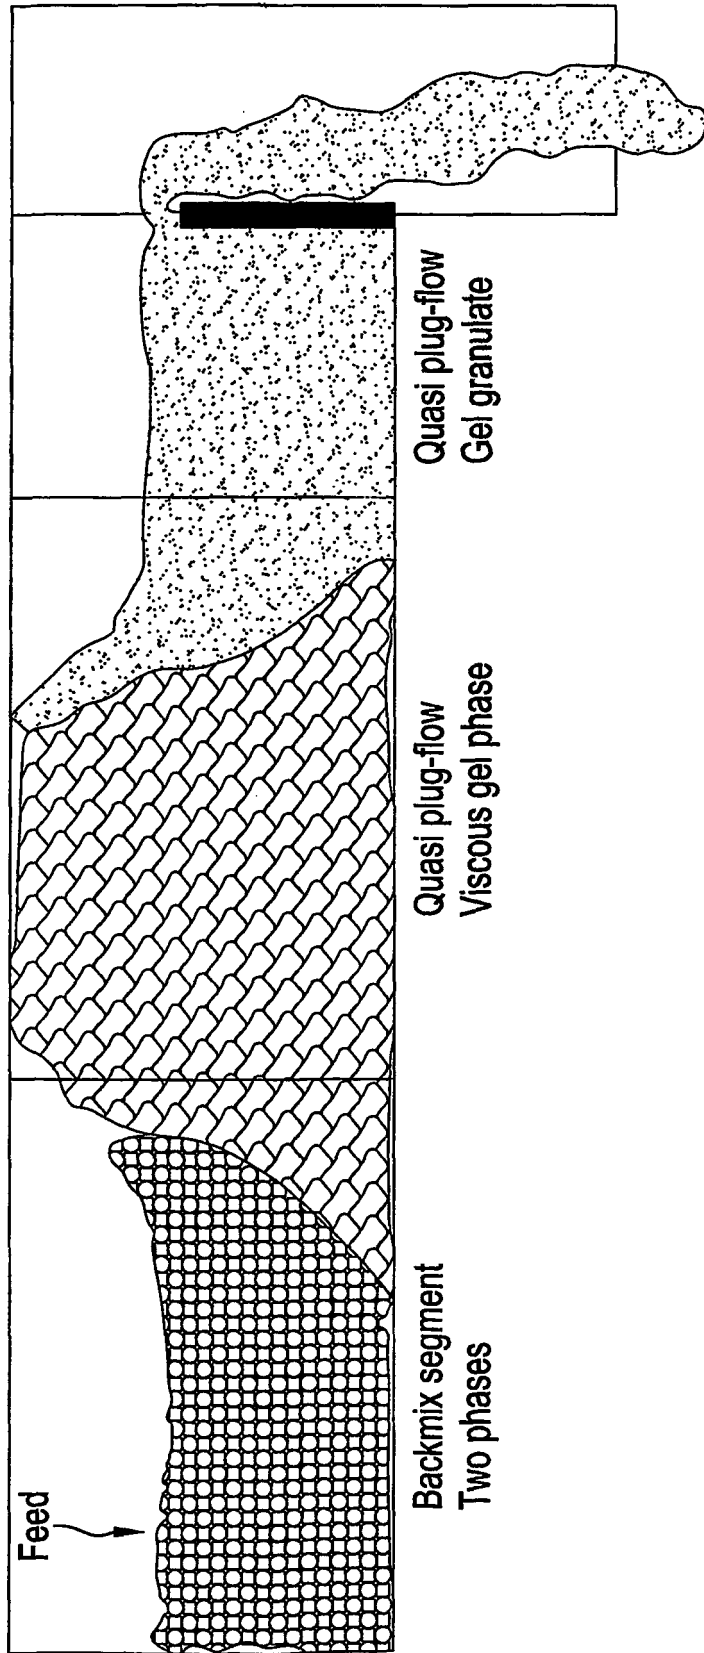 Feed
Backmix segment
Two phases
Quasi plug-flow
Viscous gel phase
Quasi plug-flow
Gel granulate